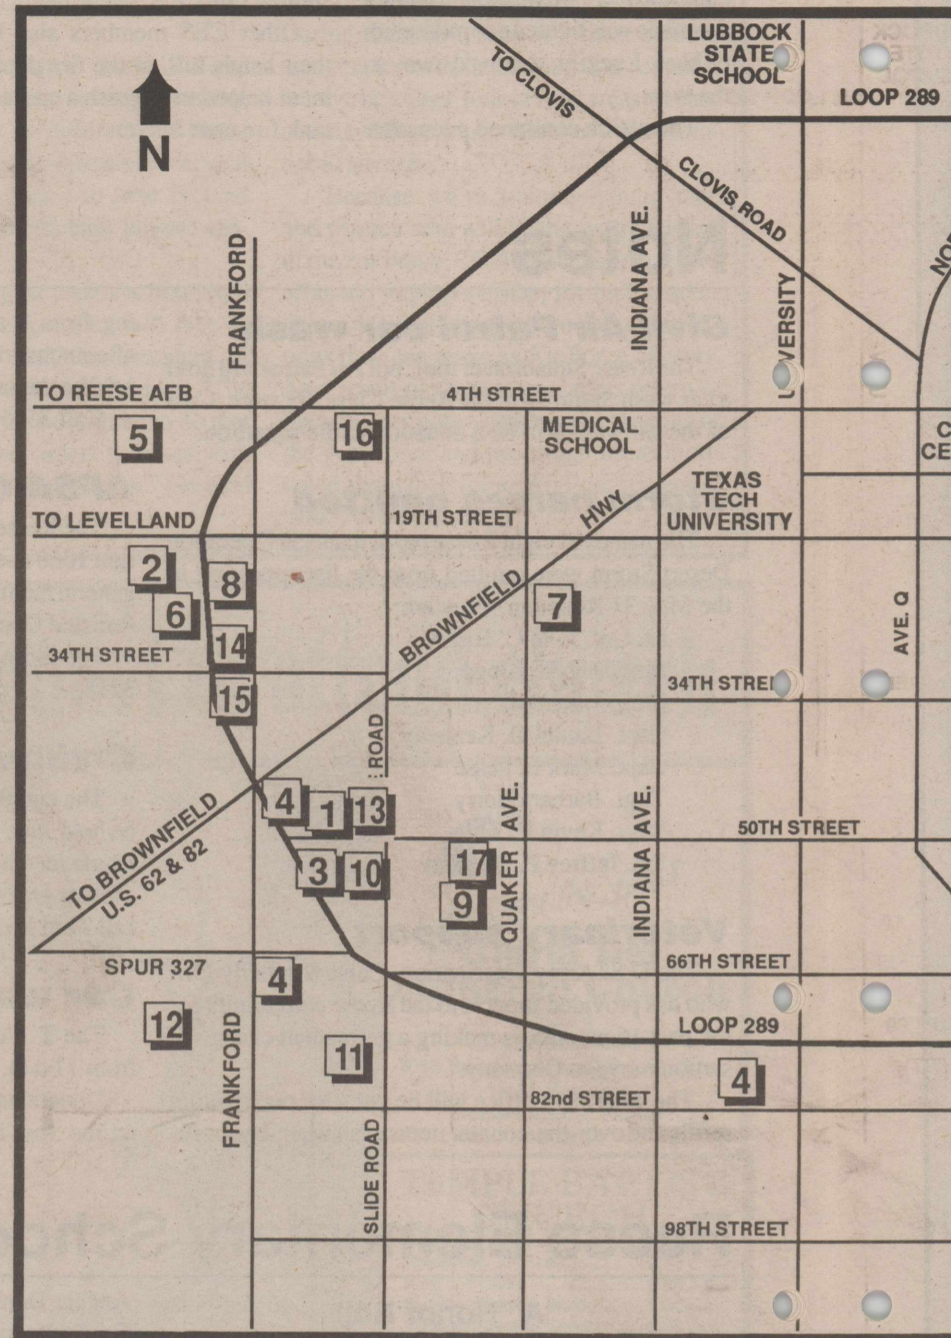 LUBBOCK
STATE
SCHOOL
TO CLOVIS
LOOP 289
N
CLOVIS ROAD
FRANKFORD
INDIANA AVE.
TO REESE AFB
4TH STREET
5
16
MEDICAL
SCHOOL
HWY
TEXAS
TECH
UNIVERSITY
TO LEVELLAND
19TH STREET
2
8
6
7
BROWNFIELD
AVE. Q
14
34TH STREET
15
ROAD
4
1
13
50TH STREET
TO BROWNFIELD
U.S. 62 & 82
3
10
17
9
QUAKER AVE.
INDIANA AVE.
66TH STREET
SPUR 327
4
12
LOOP 289
11
4
82nd STREET
FRANKFORD
SLIDE ROAD
98TH STREET